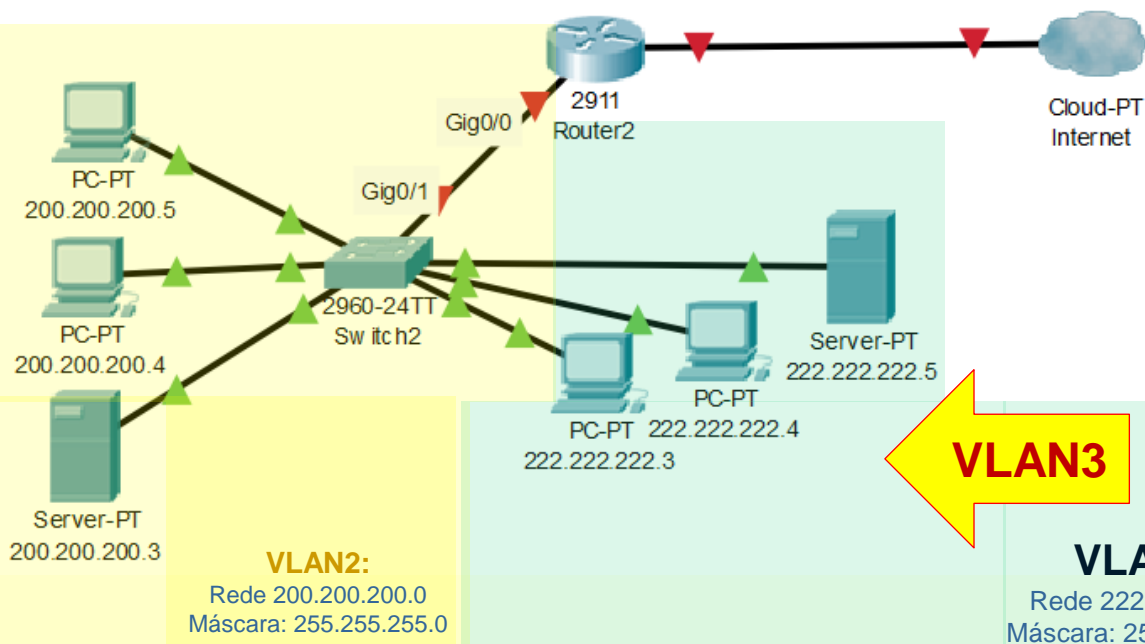 2911
Router2
Cloud-PT
Internet
Gig0/0
Gig0/1
PC-PT
200.200.200.5
PC-PT
200.200.200.4
2960-24TT
Switch2
Server-PT
222.222.222.5
PC-PT
222.222.222.4
PC-PT
222.222.222.3
Server-PT
200.200.200.3
VLAN3
VLAN2:
Rede 200.200.200.0
Máscara: 255.255.255.0
Rede 222
Máscara: